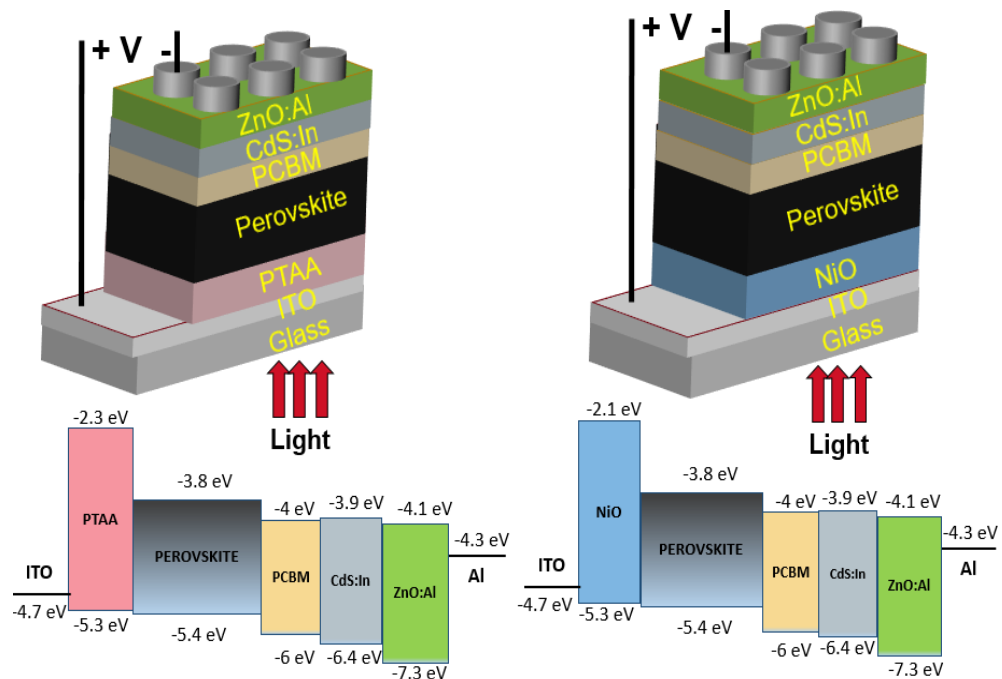 + V -
ZnO:Al
CdS:In
PCBM
Perovskite
PTAA
ITO
Glass
Light
-2.3 eV
-3.8 eV
-4 eV
-3.9 eV
-4.1 eV
-4.3 eV
PTAA
PEROVSKITE
PCBM
CdS:In
ZnO:Al
ITO
Al
-4.7 eV
-5.3 eV
-5.4 eV
-6 eV
-6.4 eV
-7.3 eV
+ V -
ZnO:Al
CdS:In
PCBM
Perovskite
NiO
ITO
Glass
Light
-2.1 eV
-3.8 eV
-4 eV
-3.9 eV
-4.1 eV
-4.3 eV
NiO
PEROVSKITE
PCBM
CdS:In
ZnO:Al
ITO
Al
-4.7 eV
-5.3 eV
-5.4 eV
-6 eV
-6.4 eV
-7.3 eV